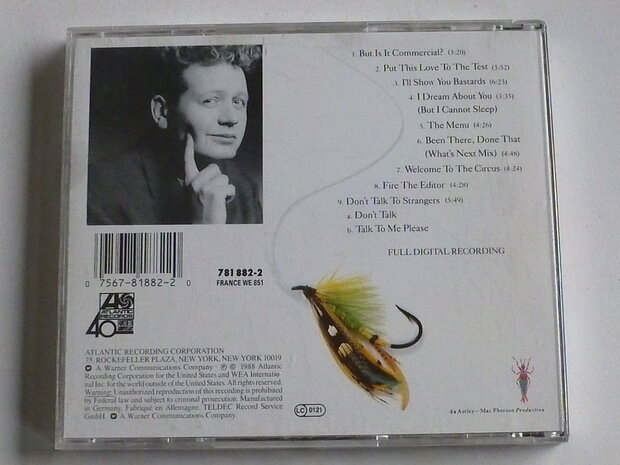 1. But Is It Commercial? (3:20)
2. Put This Love To The Test (3:52)
3. I'll Show You Bastards (6:23)
4. I Dream About You (3:35)
(But I Cannot Sleep)
5. The Menu (4:26)
6. Been There, Done That
(What's Next Mix) (4:48)
7. Welcome To The Circus (4:24)
8. Fire The Editor (4:28)
9. Don't Talk To Strangers (5:49)
a. Don't Talk
b. Talk To Me Please
FULL DIGITAL RECORDING
0 7567-81882-2 0
781 882-2
FRANCE WE 851
ATLANTIC
RECORDS
40
ATLANTIC RECORDING CORPORATION
75, ROCKEFELLER PLAZA, NEW YORK, NEW YORK 10019
A Warner Communications Company ℗ © 1988 Atlantic
Recording Corporation for the United States and WEA Internatio-
nal Inc. for the world outside of the United States. All rights reserved.
Warning: Unauthorized reproduction of this recording is prohibited
by Federal law and subject to criminal prosecution. Manufactured
in Germany. Fabriqué en Allemagne. TELDEC Record Service
GmbH. A Warner Communications Company.
LC 0121
An Astley – MacPherson Production